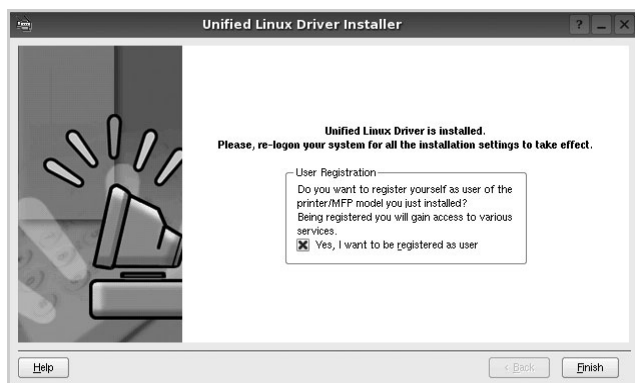 Unified Linux Driver Installer
Unified Linux Driver is installed.
Please, re-logon your system for all the installation settings to take effect.
User Registration
Do you want to register yourself as user of the
printer/MFP model you just installed?
Being registered you will gain access to various
services.
Yes, I want to be registered as user
Help
< Back
Finish